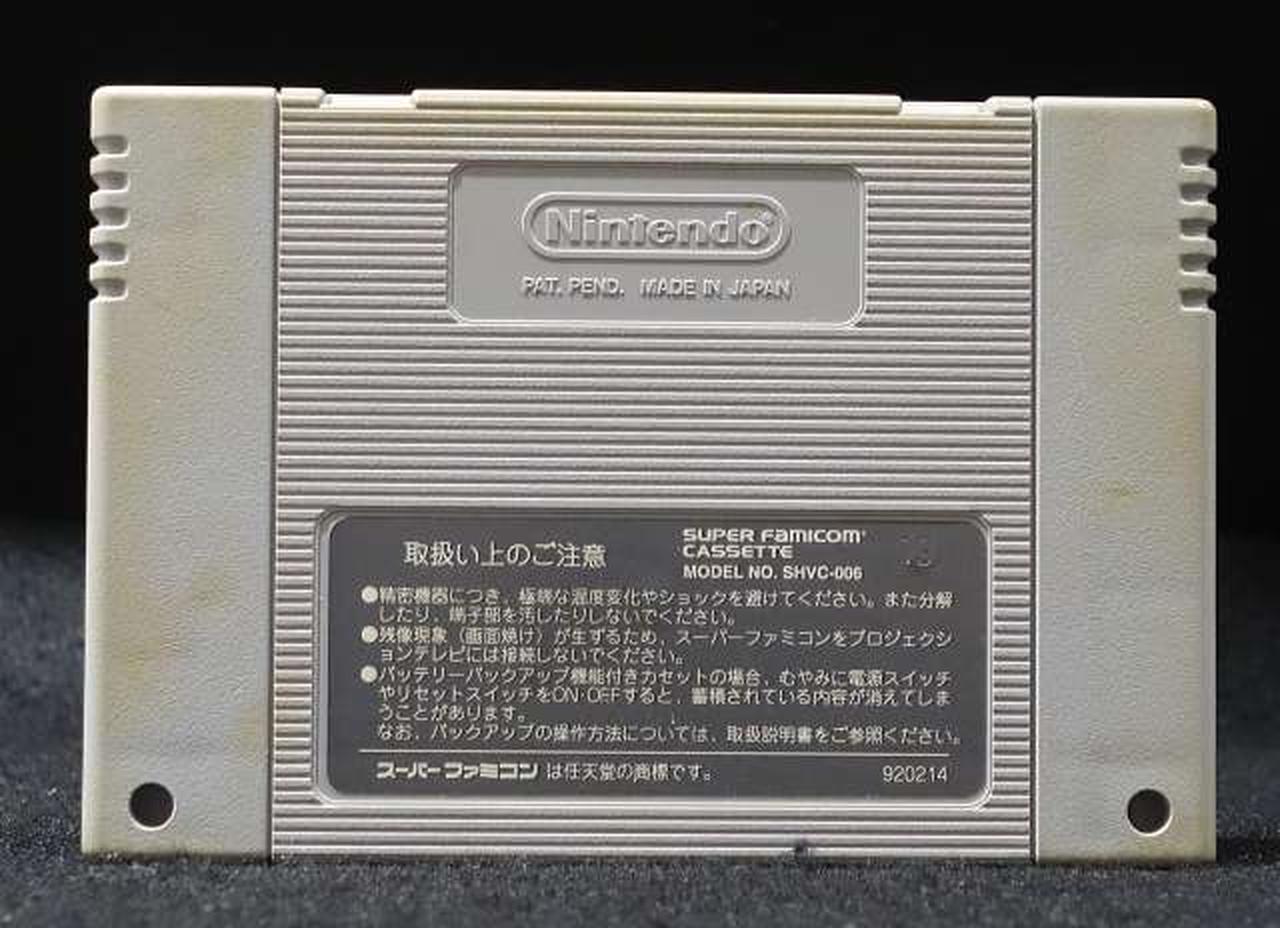 Nintendo®
PAT. PEND. MADE IN JAPAN
取扱い上のご注意
SUPER FAMICOM
CASSETTE
MODEL NO. SHVC-006
●精密機器につき、極端な温度変化やショックを避けてください。また分解
したり、端子部を汚したりしないでください。
●残像現象（画面焼け）が生ずるため、スーパーファミコンをプロジェクシ
ョンテレビには接続しないでください。
●バッテリーバックアップ機能付きカセットの場合、むやみに電源スイッチ
やリセットスイッチをON・OFFすると、蓄積されている内容が消えてしま
うことがあります。
なお、バックアップの操作方法については、取扱説明書をご参照ください。
スーパーファミコンは任天堂の商標です。
920214